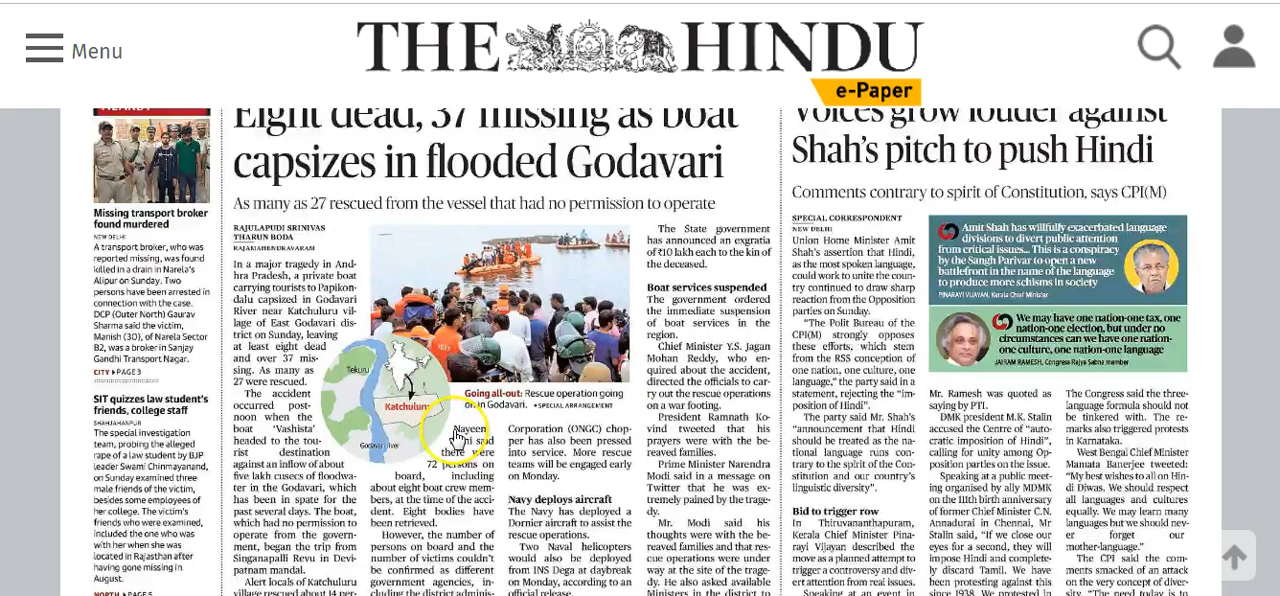 Menu
THE HINDU
e-Paper
Missing transport broker
found murdered
NEW DELHI
A transport broker, who was
reported missing, was found
killed in a drain in Narela's
Alipur on Sunday. Two
persons have been arrested in
connection with the case.
DCP (Outer North) Gaurav
Sharma said the victim,
Manish (30), of Narela Sector
B2, was a broker in Sanjay
Gandhi Transport Nagar.
CITY PAGE 3
SIT quizzes law student's
friends, college staff
SHAHJAHANPUR
The special investigation
team, probing the alleged
rape of a law student by BJP
leader Swami Chinmayanand,
on Sunday examined three
male friends of the victim,
besides some employees of
her college. The victim's
friends who were examined,
included the one who was
with her when she was
located in Rajasthan after
having gone missing in
August.
NORTH PAGE 5
Eight dead, 37 missing as boat
capsizes in flooded Godavari
As many as 27 rescued from the vessel that had no permission to operate
RAJULAPUDI SRINIVAS
THARUN BODA
RAJAMAHENDRAVARAM
In a major tragedy in And-
hra Pradesh, a private boat
carrying tourists to Papikon-
dalu capsized in Godavari
River near Katchuluru vil-
lage of East Godavari dis-
trict on Sunday, leaving
at least eight dead
and over 37 mis-
sing. As many as
27 were rescued.
The accident
occurred post-
noon when the
boat 'Vashista'
headed to the tou-
rist destination
against an inflow of about
five lakh cusecs of floodwa-
ter in the Godavari, which
has been in spate for the
past several days. The boat,
which had no permission to
operate from the govern-
ment, began the trip from
Singanapalli Revu in Devi-
patnam mandal.
Alert locals of Katchuluru
village rescued about 14 per-
Tekuru
Katchuluru
Godavari river
Going all-out: Rescue operation going
on in Godavari. •SPECIAL ARRANGEMENT
said
there were
72 persons on
board, including
about eight boat crew mem-
bers, at the time of the acci-
dent. Eight bodies have
been retrieved.
However, the number of
persons on board and the
number of victims couldn't
be confirmed as different
government agencies, in-
cluding the district adminis-
Corporation (ONGC) chop-
per has also been pressed
into service. More rescue
teams will be engaged early
on Monday.
Navy deploys aircraft
The Navy has deployed a
Dornier aircraft to assist the
rescue operations.
Two Naval helicopters
would also be deployed
from INS Dega at daybreak
on Monday, according to an
official release.
The State government
has announced an exgratia
of ₹10 lakh each to the kin of
the deceased.
Boat services suspended
The government ordered
the immediate suspension
of boat services in the
region.
Chief Minister Y.S. Jagan
Mohan Reddy, who en-
quired about the accident,
directed the officials to car-
ry out the rescue operations
on a war footing.
President Ramnath Ko-
vind tweeted that his
prayers were with the be-
reaved families.
Prime Minister Narendra
Modi said in a message on
Twitter that he was ex-
tremely pained by the trage-
dy.
Mr. Modi said his
thoughts were with the be-
reaved families and that res-
cue operations were under
way at the site of the trage-
dy. He also asked available
Ministers in the district to
Voices grow louder against
Shah's pitch to push Hindi
Comments contrary to spirit of Constitution, says CPI(M)
SPECIAL CORRESPONDENT
NEW DELHI
Union Home Minister Amit
Shah's assertion that Hindi,
as the most spoken language,
could work to unite the coun-
try continued to draw sharp
reaction from the Opposition
parties on Sunday.
"The Polit Bureau of the
CPI(M) strongly opposes
these efforts, which stem
from the RSS conception of
one nation, one culture, one
language," the party said in a
statement, rejecting the "im-
position of Hindi".
The party said Mr. Shah's
"announcement that Hindi
should be treated as the na-
tional language runs con-
trary to the spirit of the Con-
stitution and our country's
linguistic diversity".
Bid to trigger row
In Thiruvananthapuram,
Kerala Chief Minister Pina-
rayi Vijayan described the
move as a planned attempt to
trigger a controversy and di-
vert attention from real issues.
Speaking at an event in
Amit Shah has willfully exacerbated language
divisions to divert public attention
from critical issues... This is a conspiracy
by the Sangh Parivar to open a new
battlefront in the name of the language
to produce more schisms in society
PINARAYI VIJAYAN, Kerala Chief Minister
We may have one nation-one tax, one
nation-one election, but under no
circumstances can we have one nation-
one culture, one nation-one language
JAIRAM RAMESH, Congress Rajya Sabha member
Mr. Ramesh was quoted as
saying by PTI.
DMK president M.K. Stalin
accused the Centre of "auto-
cratic imposition of Hindi",
calling for unity among Op-
position parties on the issue.
Speaking at a public meet-
ing organised by ally MDMK
on the 111th birth anniversary
of former Chief Minister C.N.
Annadurai in Chennai, Mr
Stalin said, "If we close our
eyes for a second, they will
impose Hindi and complete-
ly discard Tamil. We have
been protesting against this
since 1938. We protested in
The Congress said the three-
language formula should not
be tinkered with. The re-
marks also triggered protests
in Karnataka.
West Bengal Chief Minister
Mamata Banerjee tweeted:
"My best wishes to all on Hin-
di Diwas. We should respect
all languages and cultures
equally. We may learn many
languages but we should nev-
er forget our
mother-language."
The CPI said the com-
ments smacked of an attack
on the very concept of diver-
sity. "The need today is to